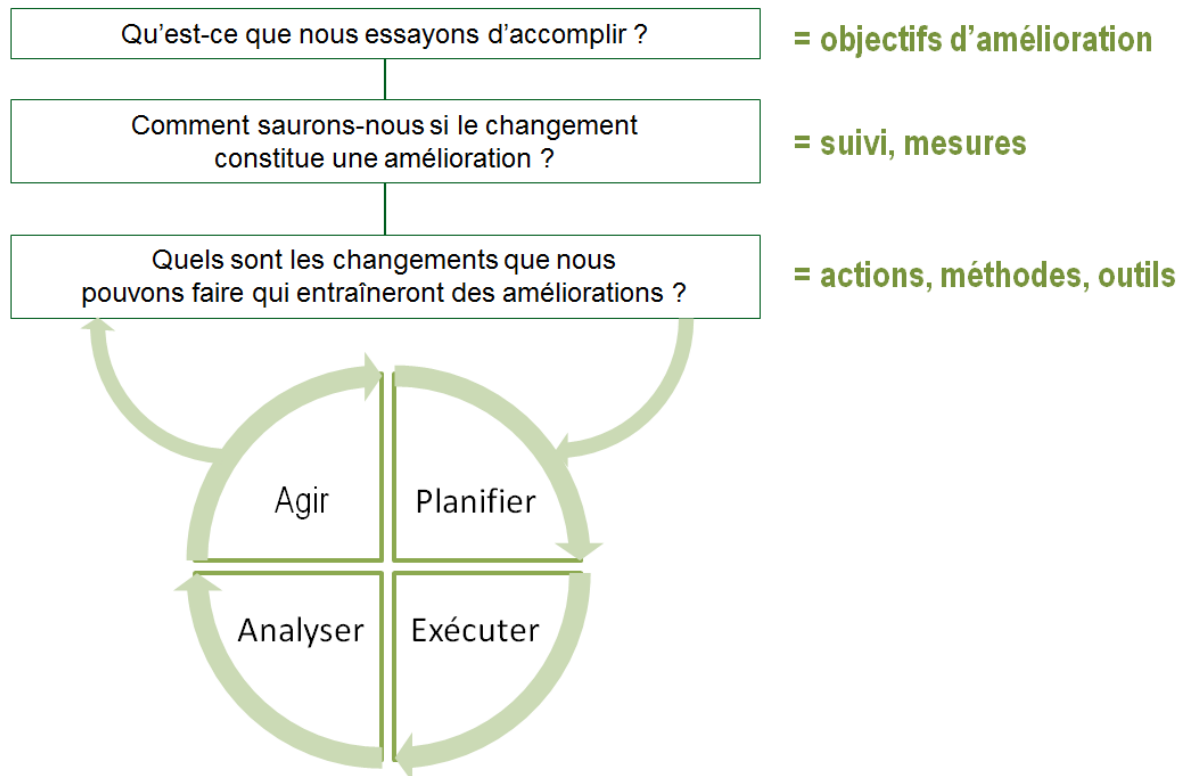 Qu’est-ce que nous essayons d’accomplir ?
= objectifs d’amélioration
Comment saurons-nous si le changement
constitue une amélioration ?
= suivi, mesures
Quels sont les changements que nous
pouvons faire qui entraîneront des améliorations ?
= actions, méthodes, outils
Agir
Planifier
Analyser
Exécuter